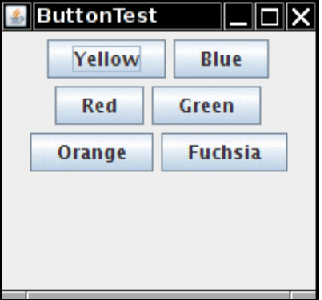 ButtonTest
Yellow Blue
Red Green
Orange Fuchsia